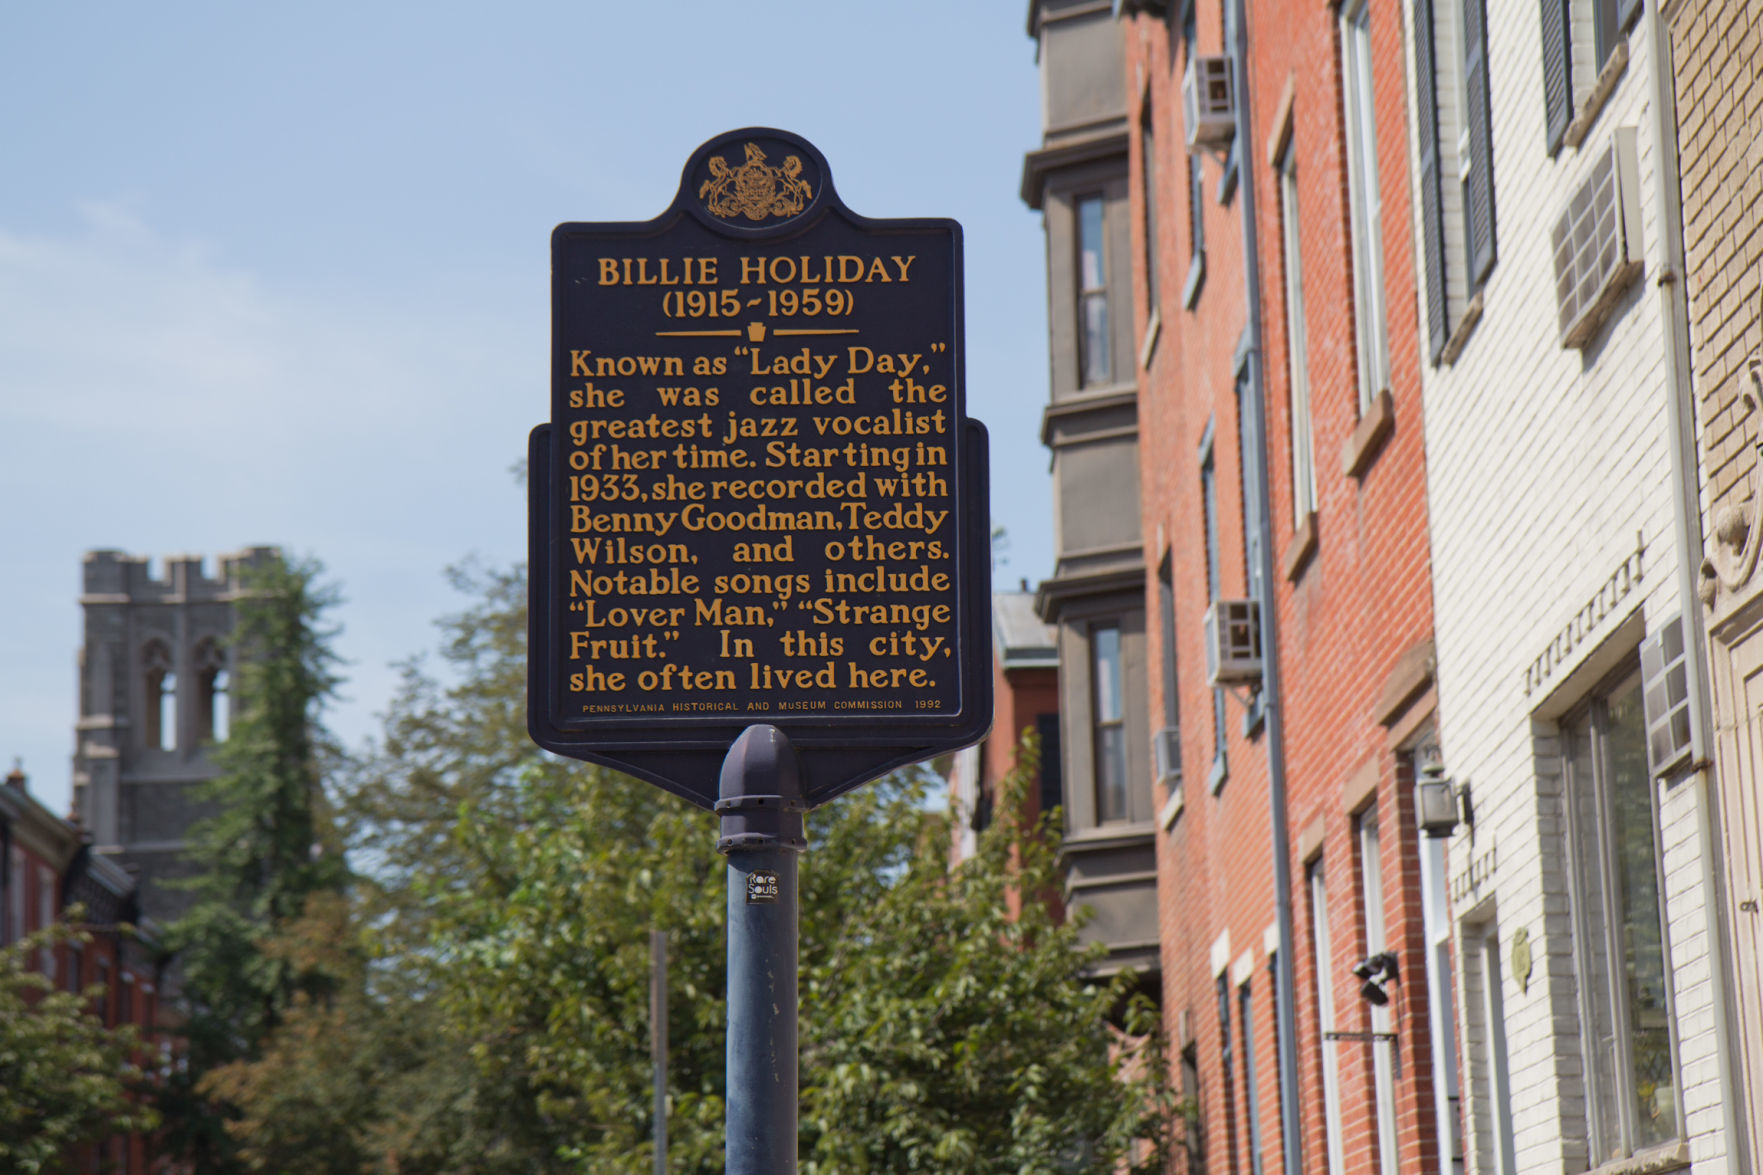 BILLIE HOLIDAY
(1915~1959)
Known as "Lady Day,"
she was called the
greatest jazz vocalist
of her time. Starting in
1933, she recorded with
Benny Goodman, Teddy
Wilson, and others.
Notable songs include
"Lover Man," "Strange
Fruit." In this city,
she often lived here.
PENNSYLVANIA HISTORICAL AND MUSEUM COMMISSION 1992
Rare
Souls